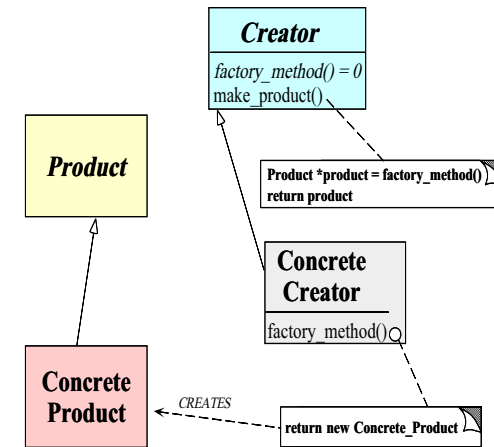 Creator
factory_method() = 0
make_product()
Product
Product *product = factory_method()
return product
Concrete
Creator
factory_method()
Concrete
Product
CREATES
return new Concrete_Product